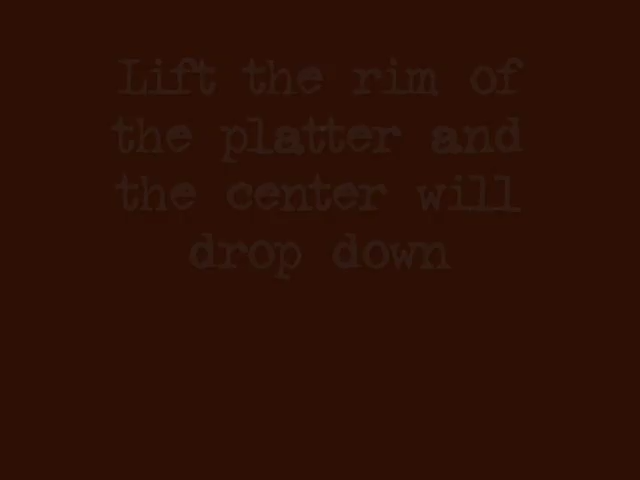 Lift the rim of
the platter and
the center will
drop down